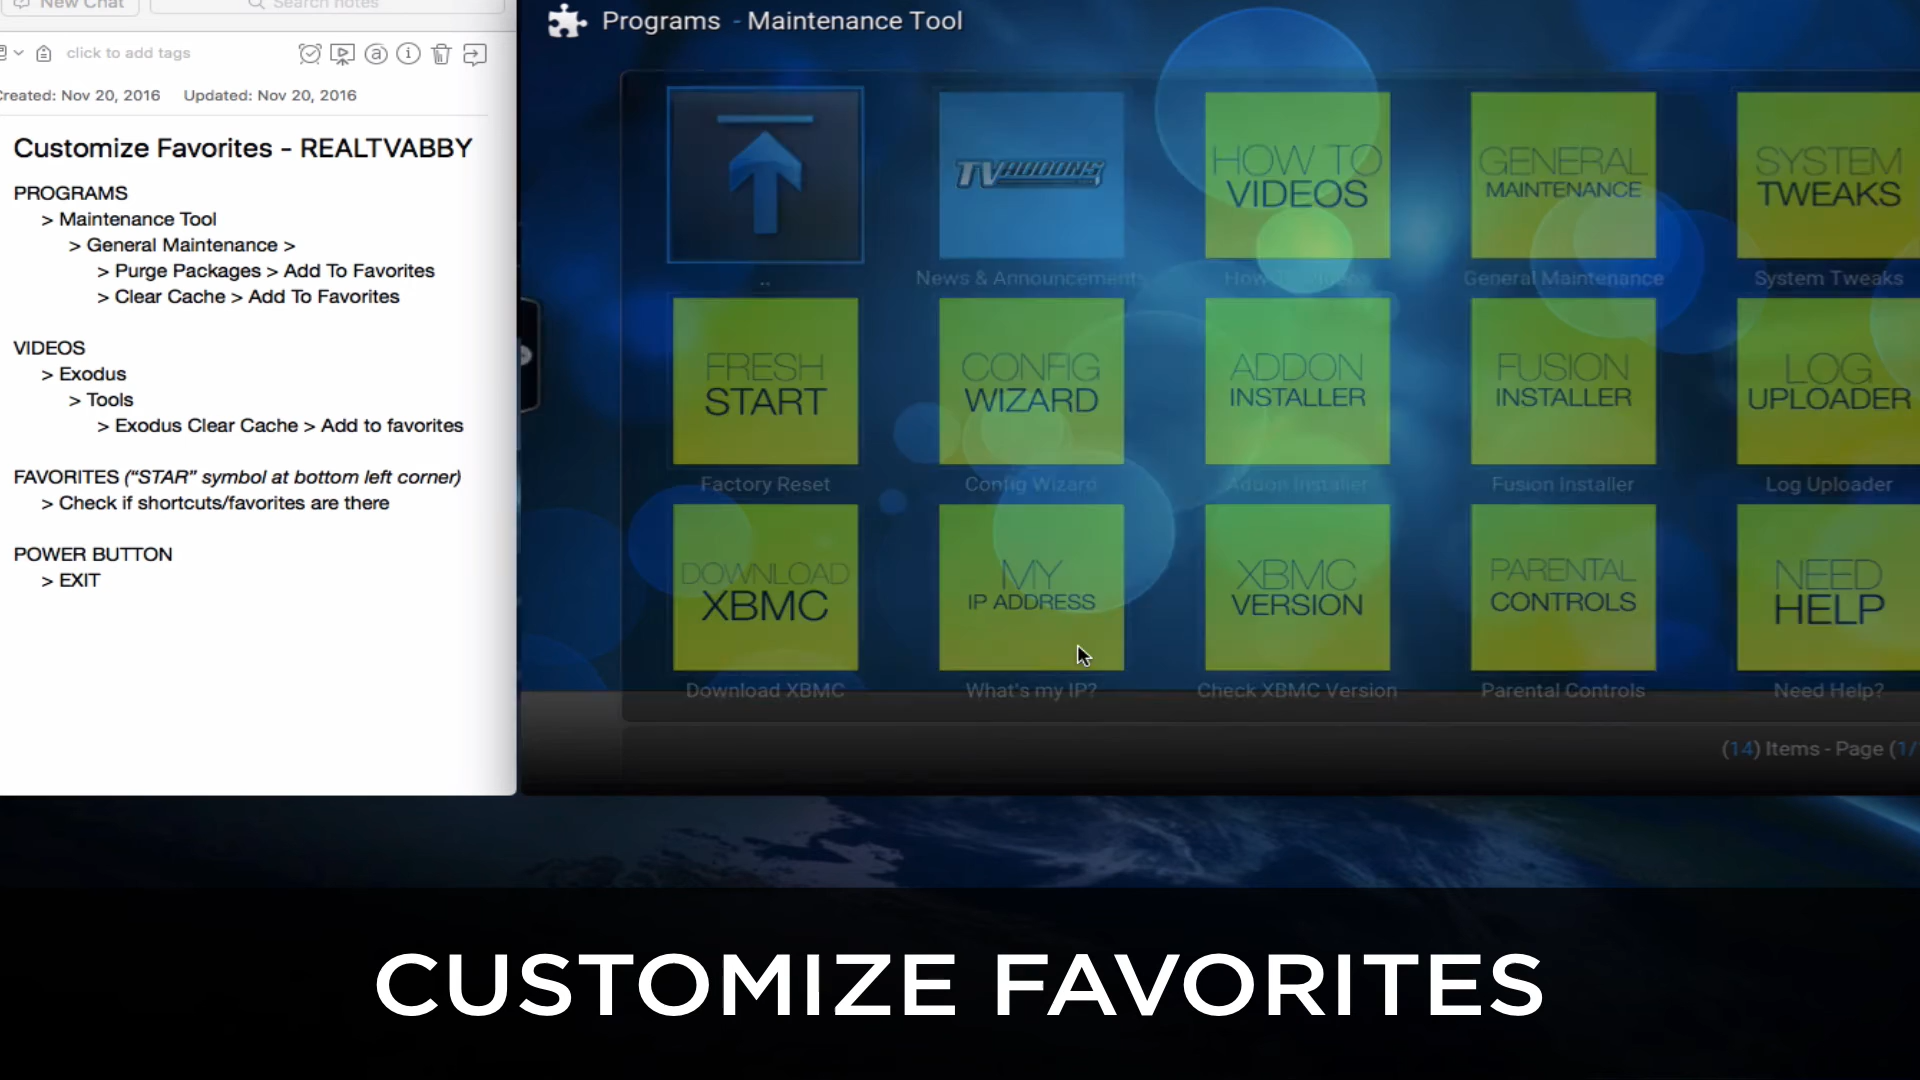 New Chat
Search notes
click to add tags
Created: Nov 20, 2016 Updated: Nov 20, 2016
Customize Favorites - REALTVABBY
PROGRAMS
> Maintenance Tool
> General Maintenance >
> Purge Packages > Add To Favorites
> Clear Cache > Add To Favorites
VIDEOS
> Exodus
> Tools
> Exodus Clear Cache > Add to favorites
FAVORITES (“STAR” symbol at bottom left corner)
> Check if shortcuts/favorites are there
POWER BUTTON
> EXIT
Programs - Maintenance Tool
TVADDONS
HOW TO
VIDEOS
GENERAL
MAINTENANCE
SYSTEM
TWEAKS
..
News & Announcements
How To Videos
General Maintenance
System Tweaks
FRESH
START
CONFIG
WIZARD
ADDON
INSTALLER
FUSION
INSTALLER
LOG
UPLOADER
Factory Reset
Config Wizard
Addon Installer
Fusion Installer
Log Uploader
DOWNLOAD
XBMC
MY
IP ADDRESS
XBMC
VERSION
PARENTAL
CONTROLS
NEED
HELP
Download XBMC
What's my IP?
Check XBMC Version
Parental Controls
Need Help?
(14) Items - Page (1/
CUSTOMIZE FAVORITES